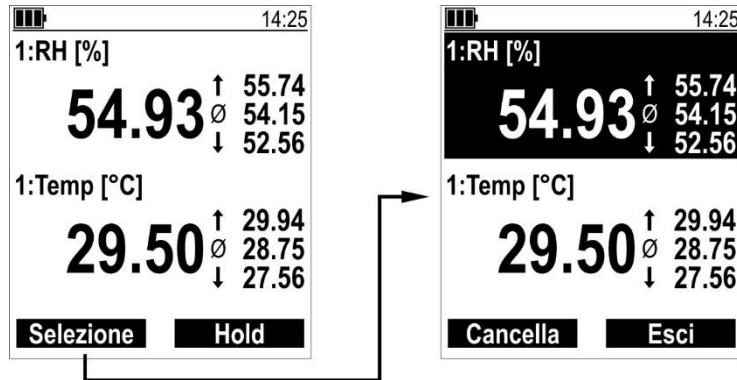 14:25
1:RH [%]
54.93
↑ 55.74
Ø 54.15
↓ 52.56
1:Temp [°C]
29.50
↑ 29.94
Ø 28.75
↓ 27.56
Selezione Hold
14:25
1:RH [%]
54.93
↑ 55.74
Ø 54.15
↓ 52.56
1:Temp [°C]
29.50
↑ 29.94
Ø 28.75
↓ 27.56
Cancella Esci